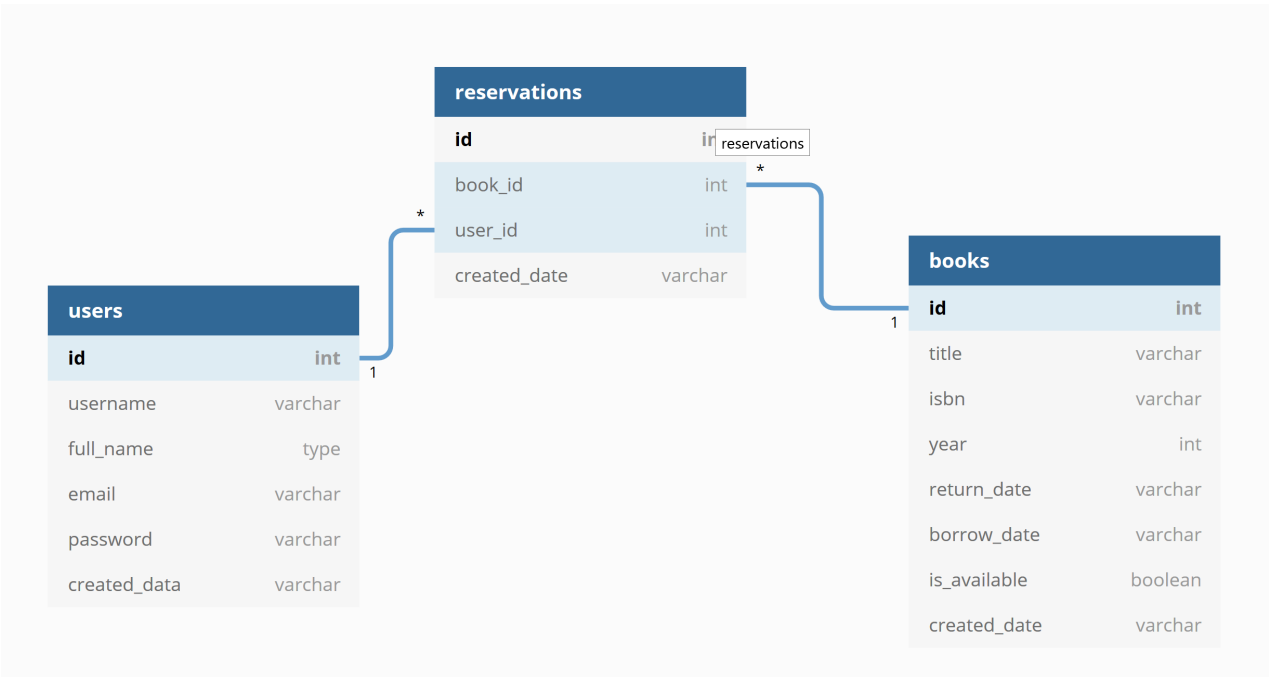 reservations
id in
reservations
book_id int
*
user_id int
*
created_date varchar
users
id int
1
username varchar
full_name type
email varchar
password varchar
created_data varchar
books
id int
1
title varchar
isbn varchar
year int
return_date varchar
borrow_date varchar
is_available boolean
created_date varchar